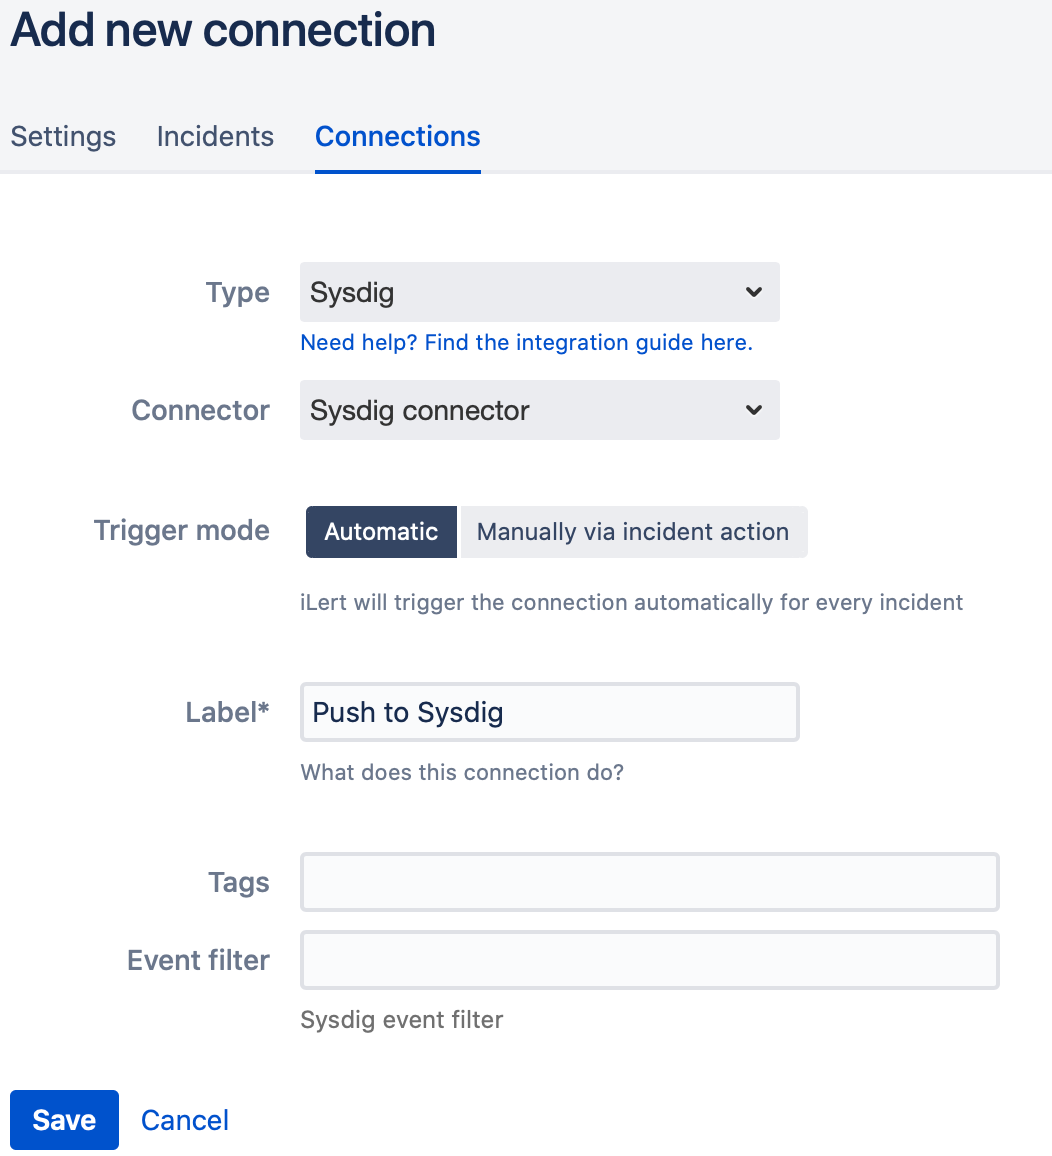 Add new connection
Settings Incidents Connections
Type Sysdig
Need help? Find the integration guide here.
Connector Sysdig connector
Trigger mode Automatic Manually via incident action
iLert will trigger the connection automatically for every incident
Label* Push to Sysdig
What does this connection do?
Tags
Event filter
Sysdig event filter
Save Cancel